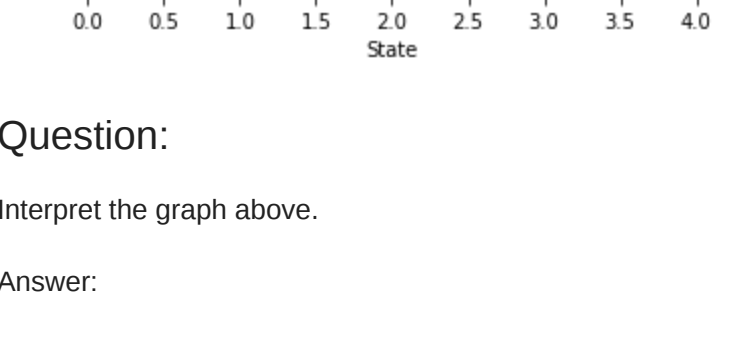 0.0 0.5 1.0 1.5 2.0 2.5 3.0 3.5 4.0
State
Question:
Interpret the graph above.
Answer: